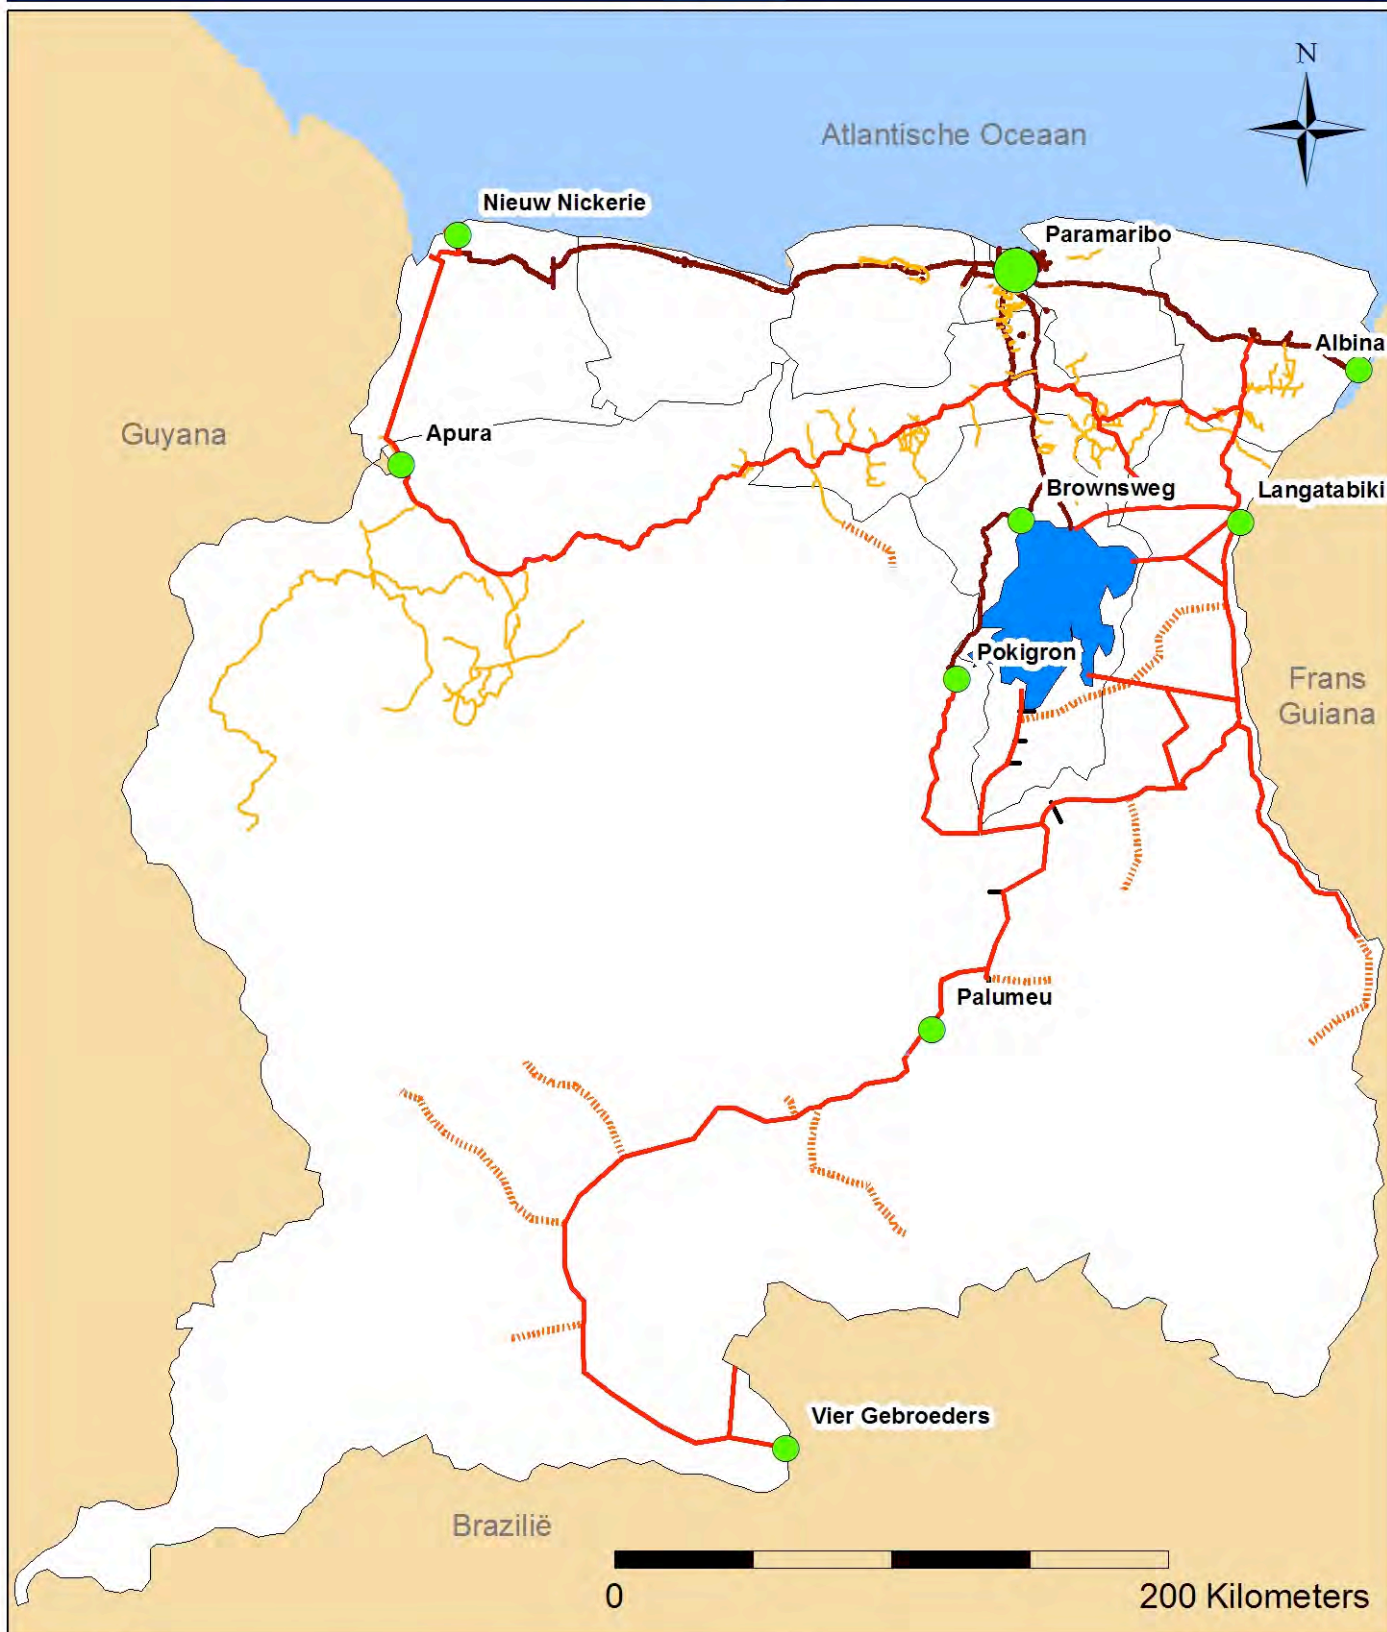 N
Atlantische Oceaan
Nieuw Nickerie
Paramaribo
Albina
Guyana
Apura
Brownsweg
Langatabiki
Pokigron
Frans
Guiana
Palumeu
Vier Gebroeders
Brazilië
0
200 Kilometers